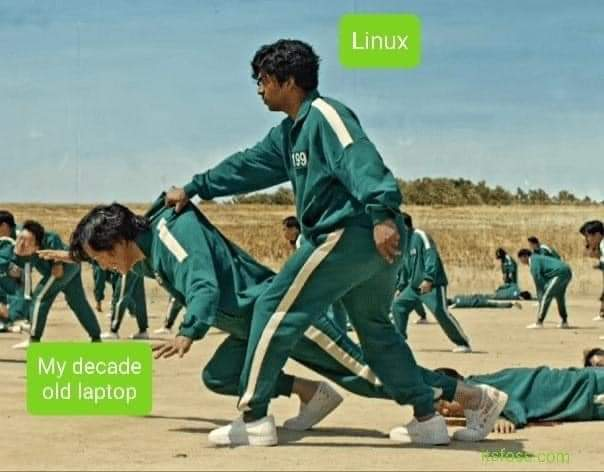 Linux
199
My decade
old laptop
itsfoss.com